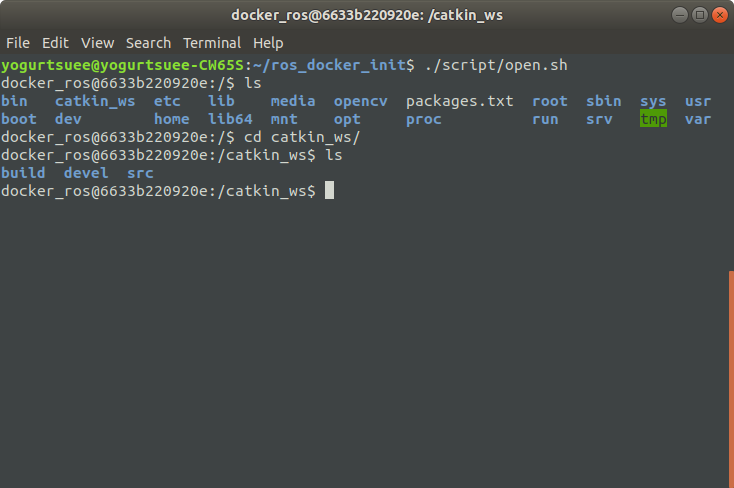 docker_ros@6633b220920e: /catkin_ws
File Edit View Search Terminal Help
yogurtsuee@yogurtsuee-CW65S:~/ros_docker_init$ ./script/open.sh
docker_ros@6633b220920e:/$ ls
bin catkin_ws etc lib media opencv packages.txt root sbin sys usr
boot dev home lib64 mnt opt proc run srv tmp var
docker_ros@6633b220920e:/$ cd catkin_ws/
docker_ros@6633b220920e:/catkin_ws$ ls
build devel src
docker_ros@6633b220920e:/catkin_ws$